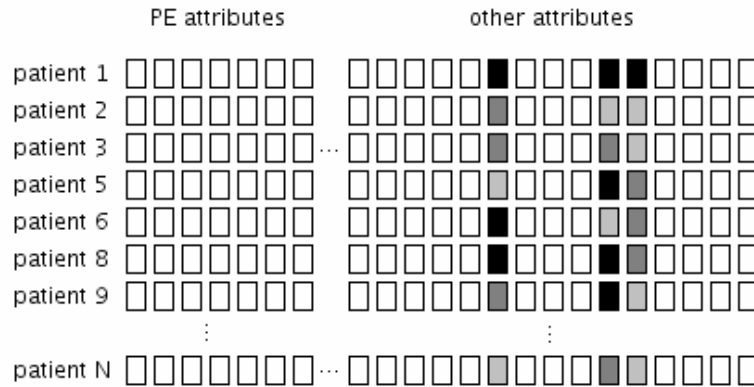 PE attributes other attributes
patient 1
patient 2
patient 3 ...
patient 5
patient 6
patient 8
patient 9
patient N ...